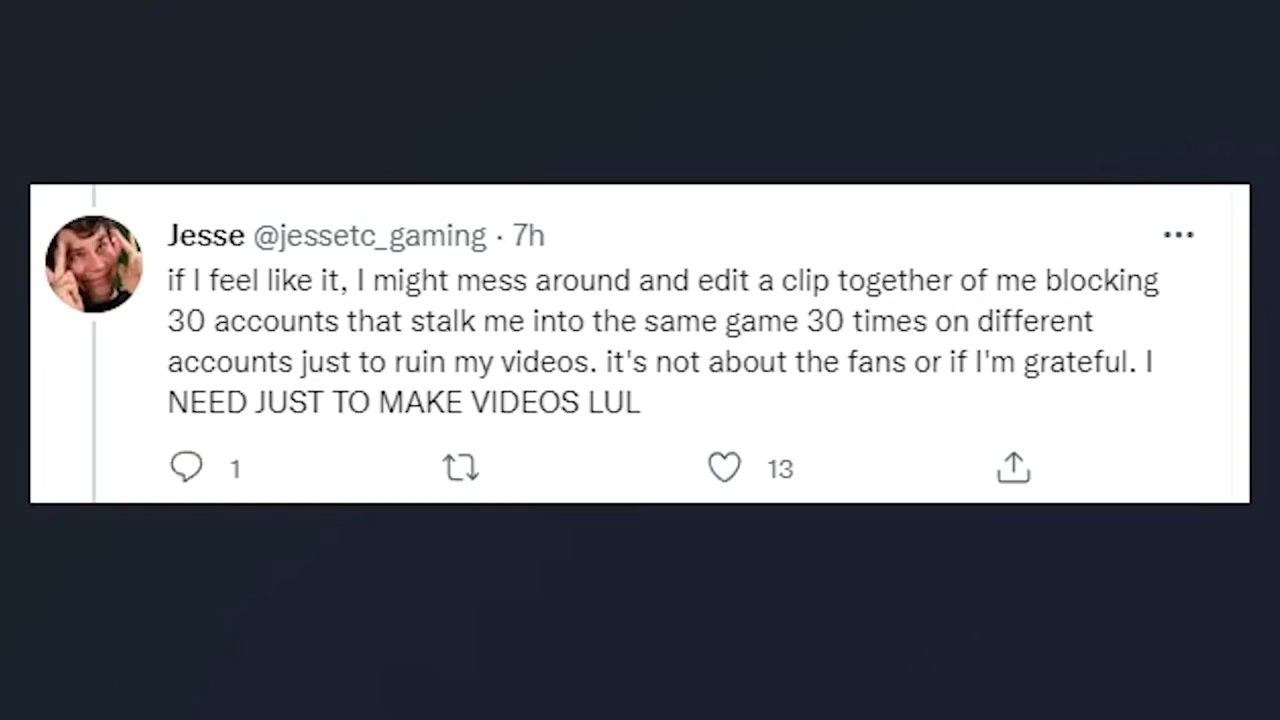 Jesse @jessetc_gaming · 7h
if I feel like it, I might mess around and edit a clip together of me blocking
30 accounts that stalk me into the same game 30 times on different
accounts just to ruin my videos. it's not about the fans or if I'm grateful. I
NEED JUST TO MAKE VIDEOS LUL
1 13